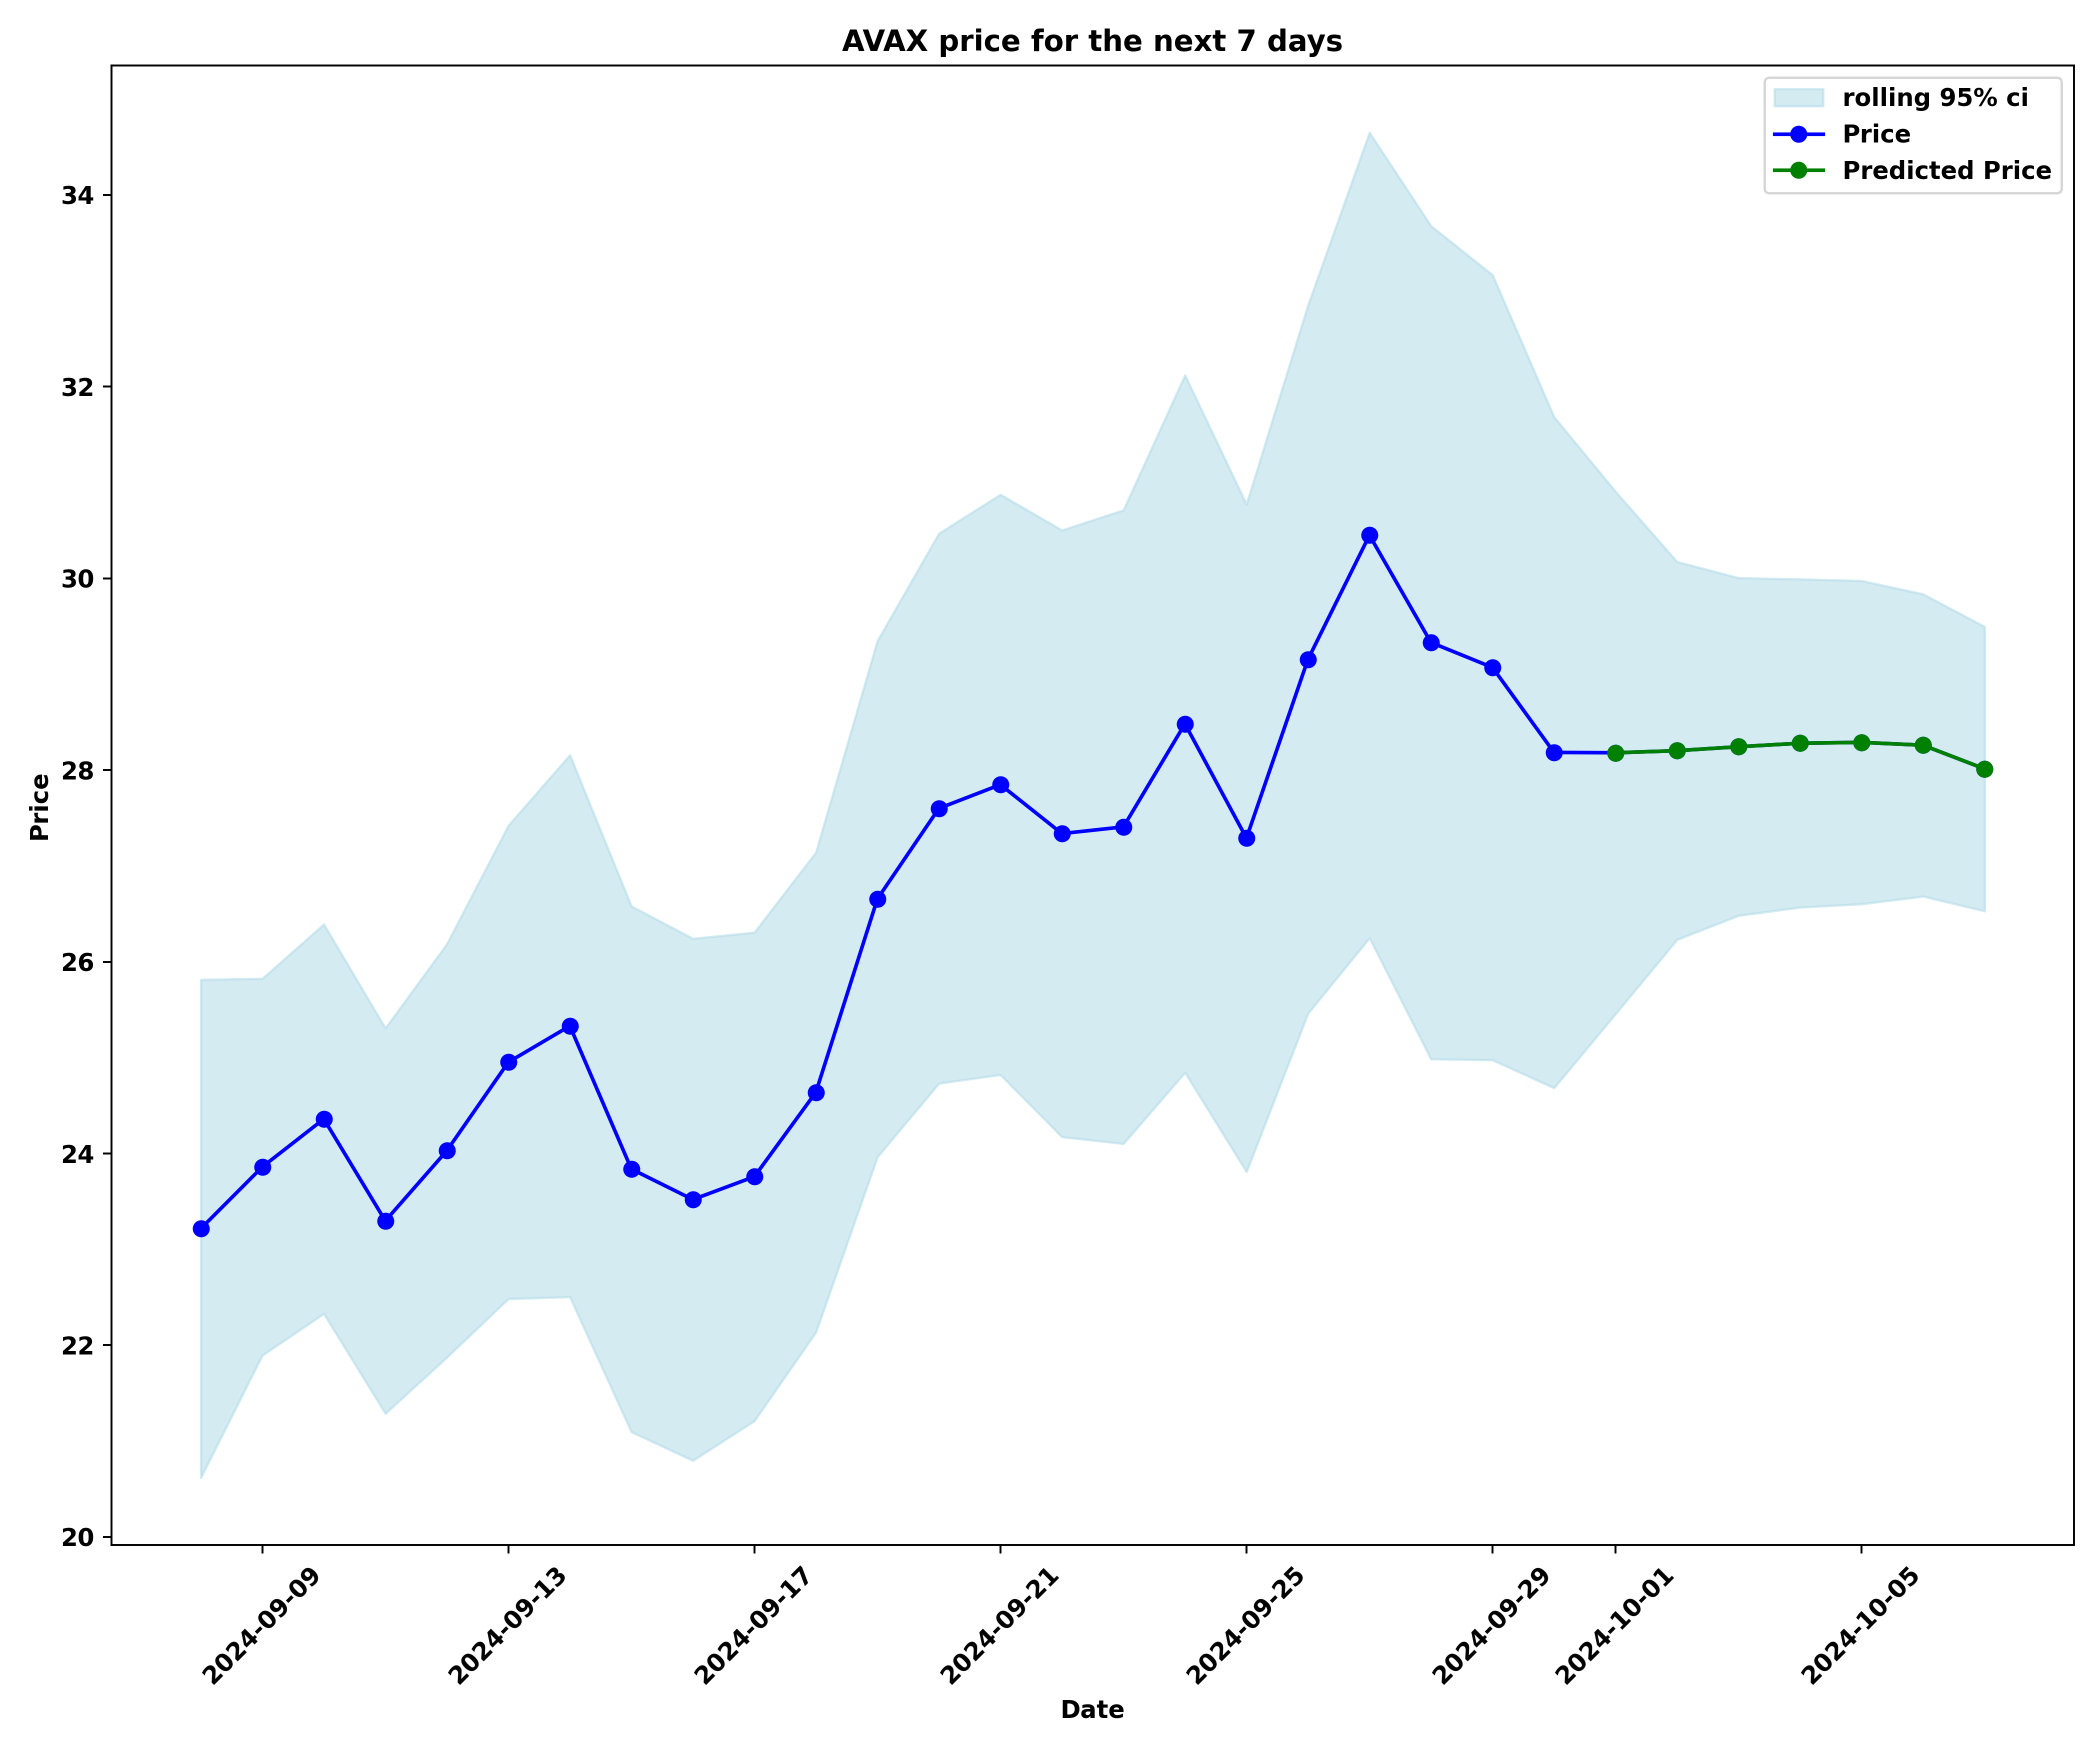 AVAX price for the next 7 days
rolling 95% ci
Price
Predicted Price
34
32
30
28
26
24
22
20
Price
2024-09-09
2024-09-13
2024-09-17
2024-09-21
2024-09-25
2024-09-29
2024-10-01
2024-10-05
Date